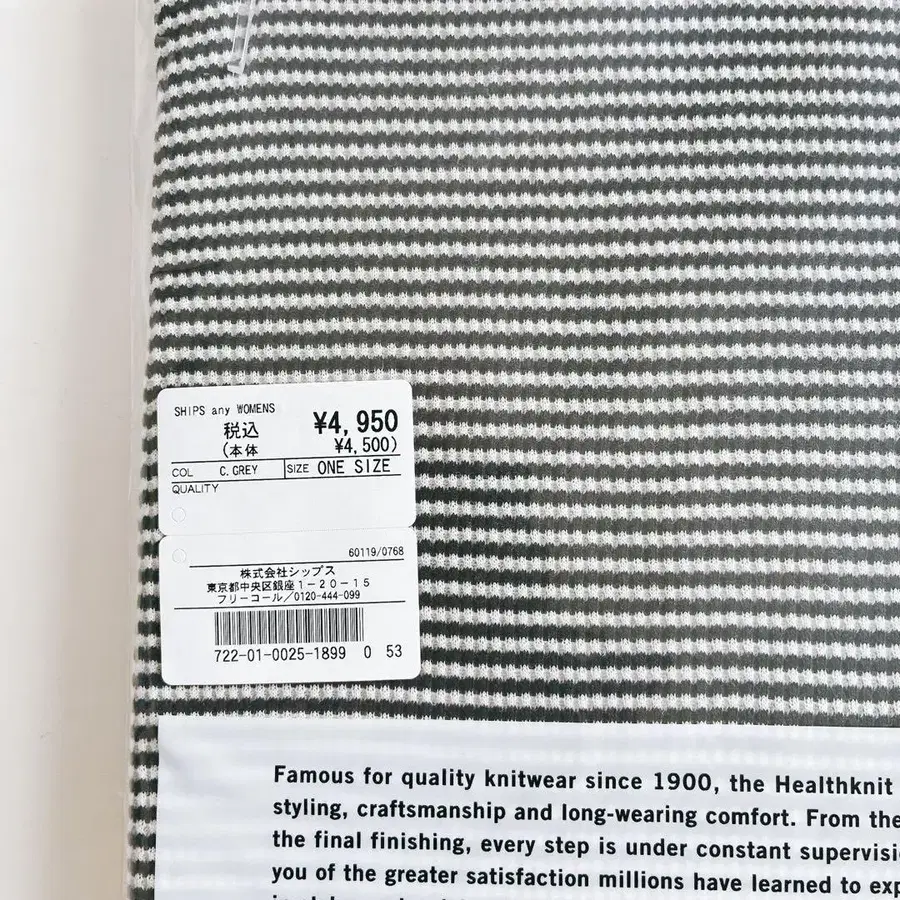 SHIPS any WOMENS
税込 ¥4,950
(本体 ¥4,500)
COL C.GREY SIZE ONE SIZE
QUALITY
60119/0768
株式会社シップス
東京都中央区銀座1-20-15
フリーコール/0120-444-099
722-01-0025-1899 0 53
Famous for quality knitwear since 1900, the Healthknit
styling, craftsmanship and long-wearing comfort. From the
the final finishing, every step is under constant supervisi
you of the greater satisfaction millions have learned to exp